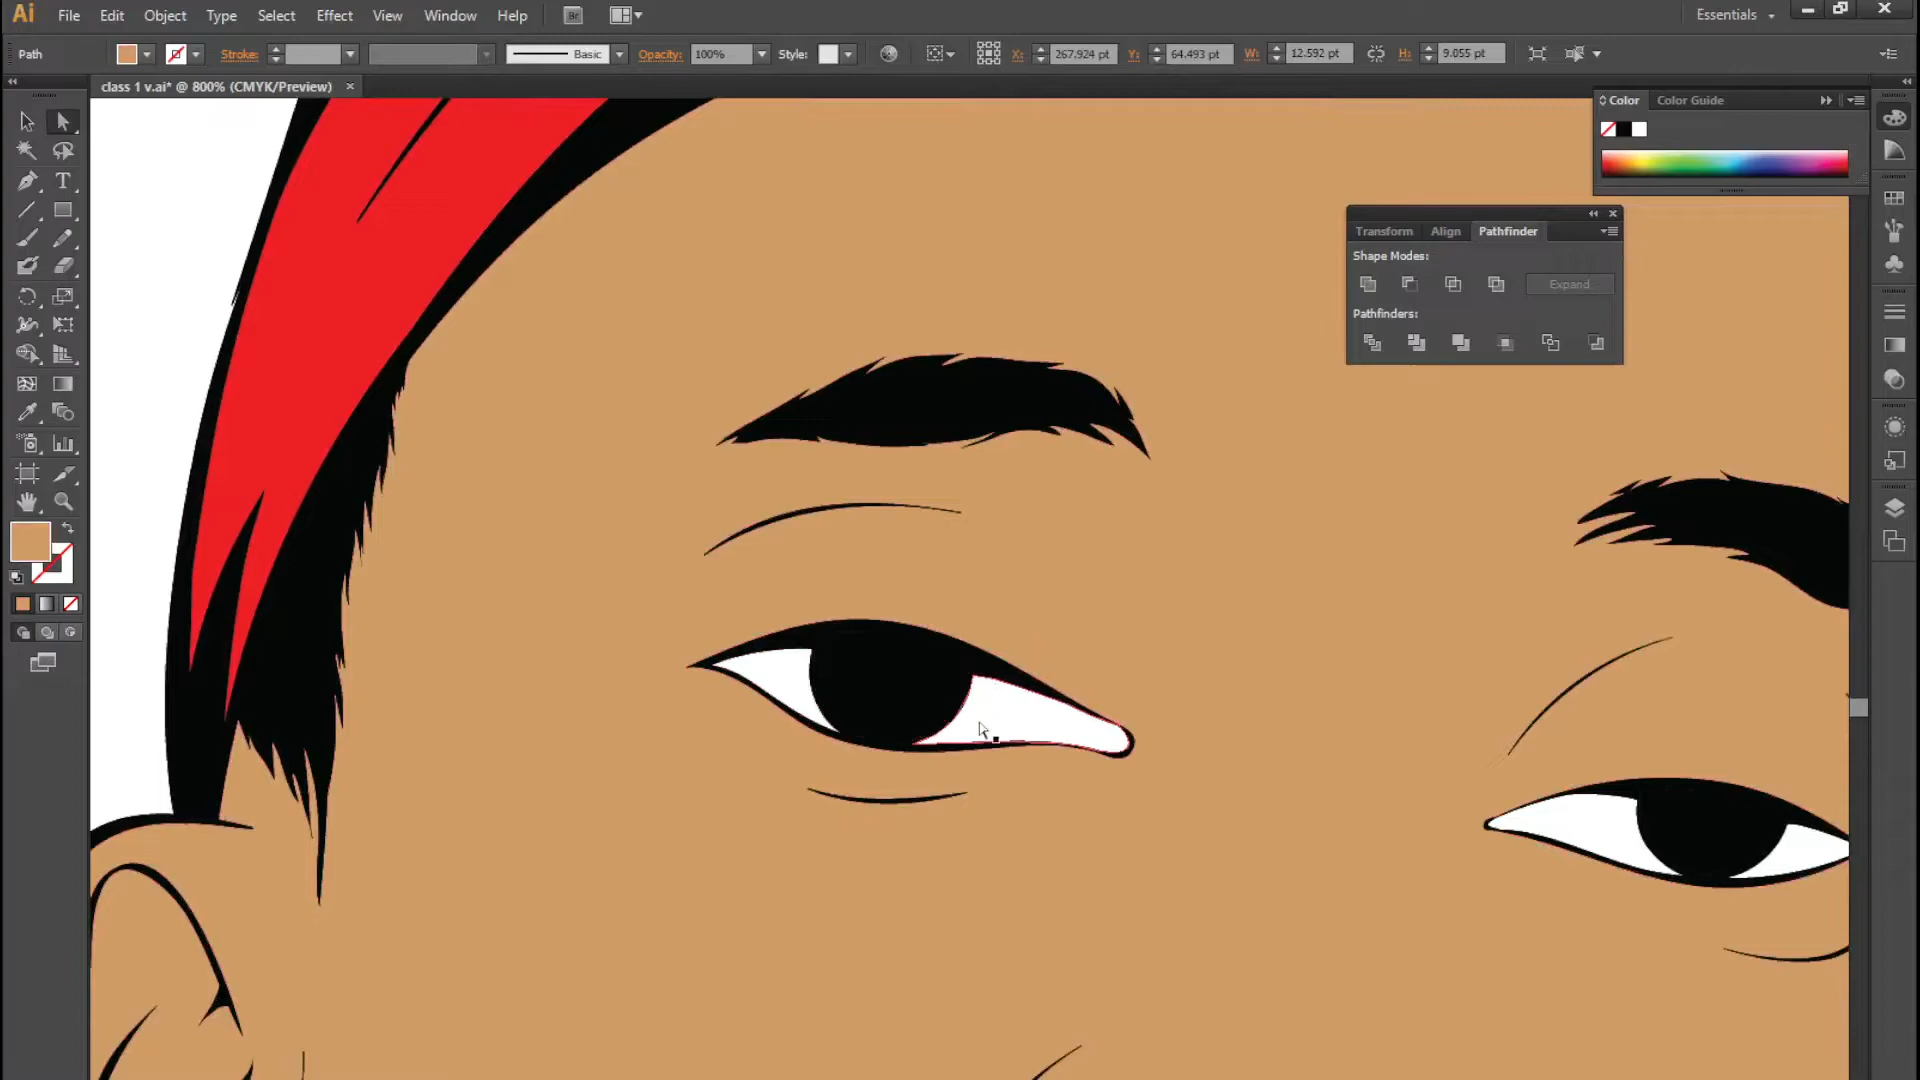 Ai File Edit Object Type Select Effect View Window Help Br Essentials
Path Stroke: Basic Opacity: 100% Style: X: 267.924 pt Y: 64.493 pt W: 12.592 pt H: 9.055 pt
class 1 v.ai* @ 800% (CMYK/Preview)
Color Color Guide
Transform Align Pathfinder
Shape Modes:
Expand
Pathfinders:
T